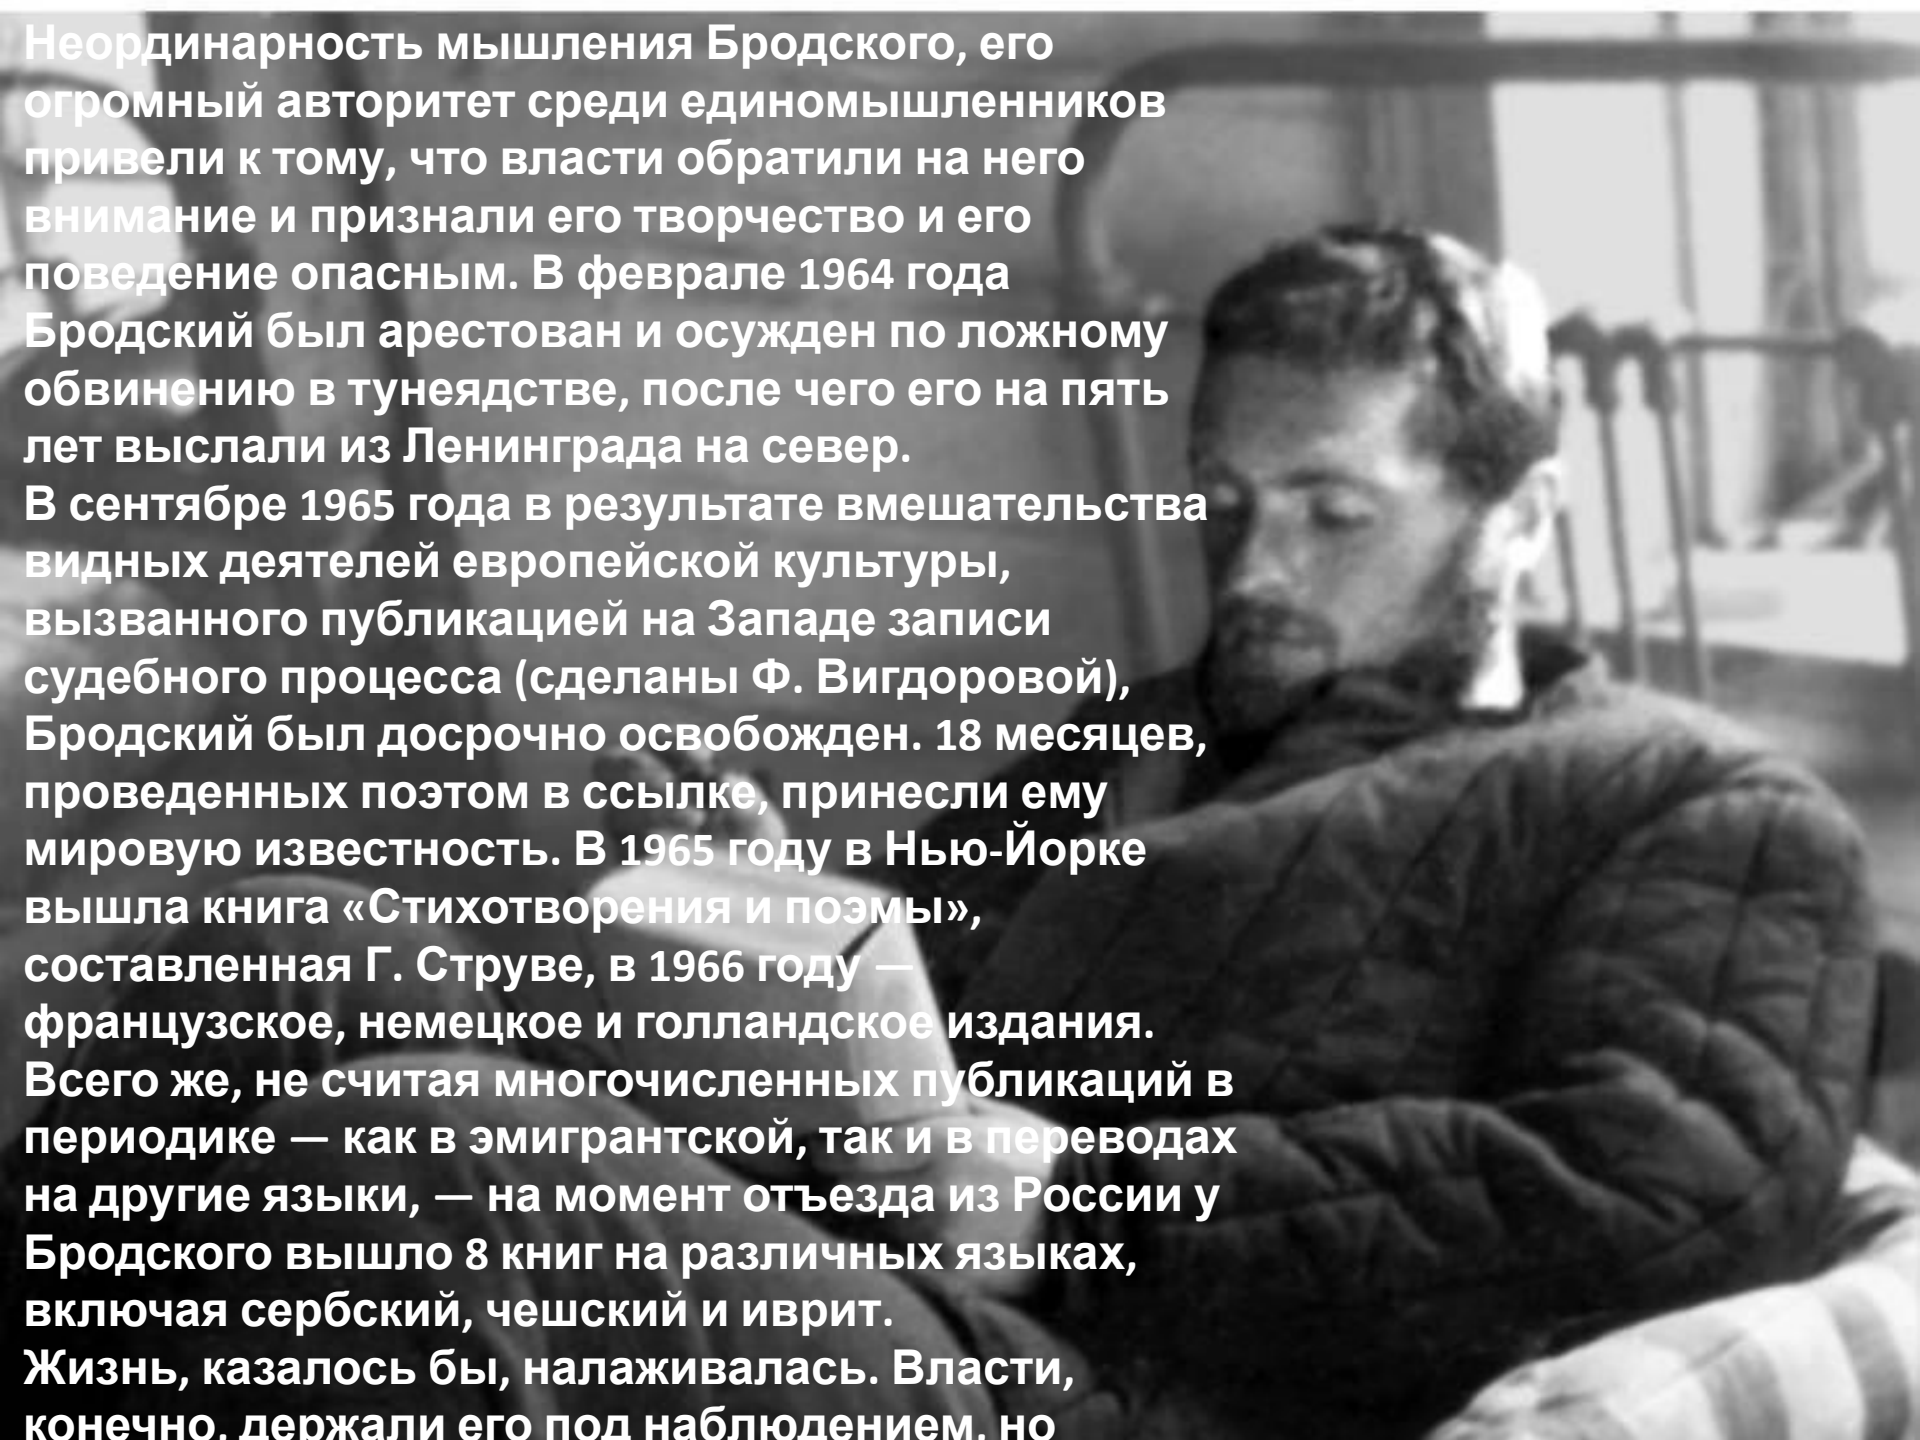 Неординарность мышления Бродского, его
огромный авторитет среди единомышленников
привели к тому, что власти обратили на него
внимание и признали его творчество и его
поведение опасным. В феврале 1964 года
Бродский был арестован и осужден по ложному
обвинению в тунеядстве, после чего его на пять
лет выслали из Ленинграда на север.
В сентябре 1965 года в результате вмешательства
видных деятелей европейской культуры,
вызванного публикацией на Западе записи
судебного процесса (сделаны Ф. Вигдоровой),
Бродский был досрочно освобожден. 18 месяцев,
проведенных поэтом в ссылке, принесли ему
мировую известность. В 1965 году в Нью-Йорке
вышла книга «Стихотворения и поэмы»,
составленная Г. Струве, в 1966 году —
французское, немецкое и голландское издания.
Всего же, не считая многочисленных публикаций в
периодике — как в эмигрантской, так и в переводах
на другие языки, — на момент отъезда из России у
Бродского вышло 8 книг на различных языках,
включая сербский, чешский и иврит.
Жизнь, казалось бы, налаживалась. Власти,
конечно, держали его под наблюдением, но